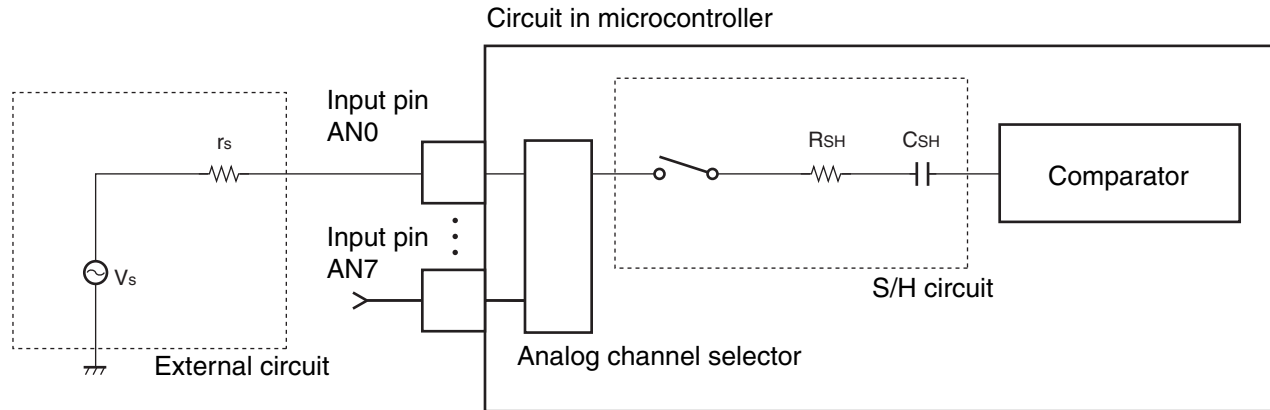 Circuit in microcontroller
Input pin
AN0
rs
RSH
CSH
Comparator
Input pin
AN7
Vs
S/H circuit
External circuit
Analog channel selector